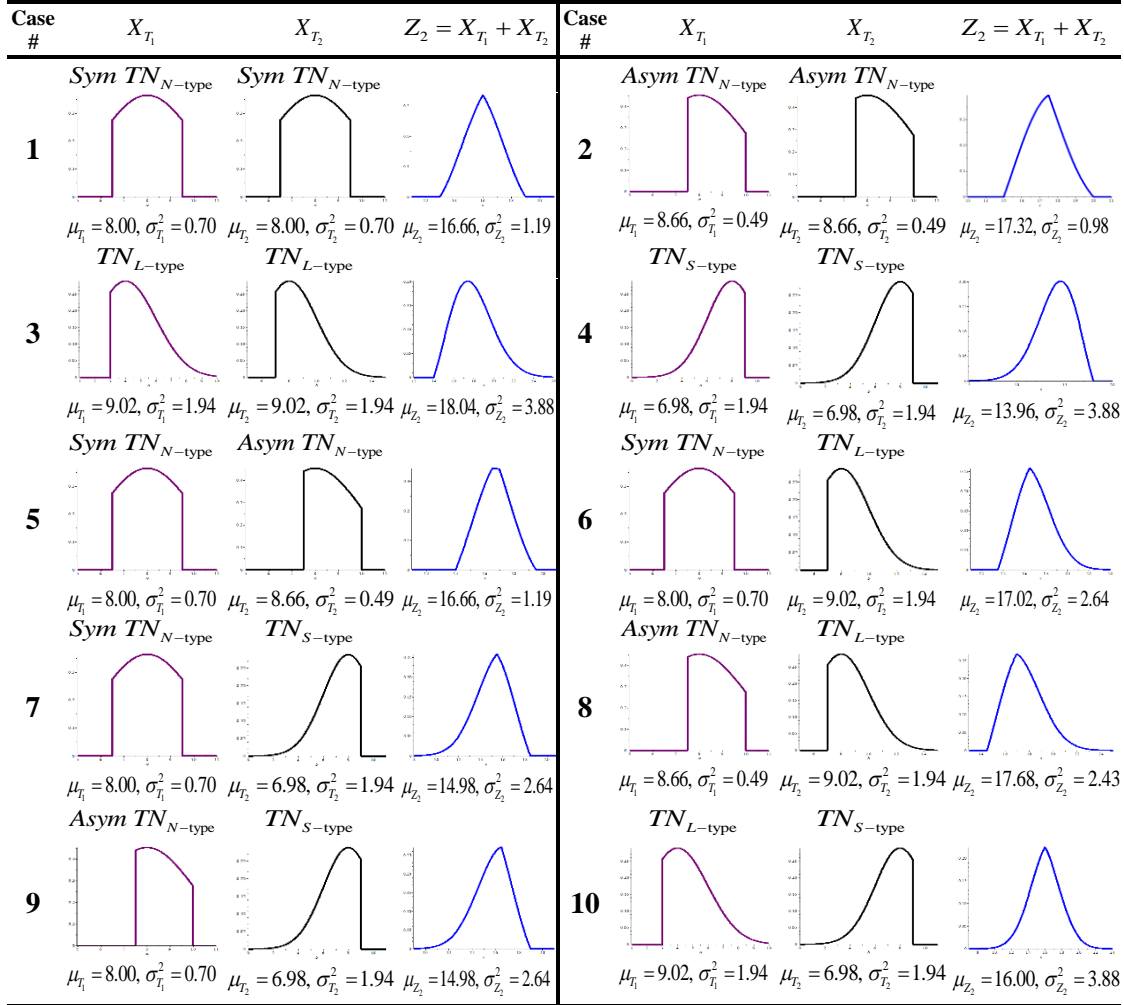 Case # X_{T_1} X_{T_2} Z_2 = X_{T_1} + X_{T_2} Case # X_{T_1} X_{T_2} Z_2 = X_{T_1} + X_{T_2}
Sym TN_{N-type} Sym TN_{N-type}
1
μ_{T_1} = 8.00, σ²_{T_1} = 0.70 μ_{T_2} = 8.00, σ²_{T_2} = 0.70 μ_{Z_2} = 16.66, σ²_{Z_2} = 1.19
Asym TN_{N-type} Asym TN_{N-type}
2
μ_{T_1} = 8.66, σ²_{T_1} = 0.49 μ_{T_2} = 8.66, σ²_{T_2} = 0.49 μ_{Z_2} = 17.32, σ²_{Z_2} = 0.98
TN_{L-type} TN_{L-type}
3
μ_{T_1} = 9.02, σ²_{T_1} = 1.94 μ_{T_2} = 9.02, σ²_{T_2} = 1.94 μ_{Z_2} = 18.04, σ²_{Z_2} = 3.88
TN_{S-type} TN_{S-type}
4
μ_{T_1} = 6.98, σ²_{T_1} = 1.94 μ_{T_2} = 6.98, σ²_{T_2} = 1.94 μ_{Z_2} = 13.96, σ²_{Z_2} = 3.88
Sym TN_{N-type} Asym TN_{N-type}
5
μ_{T_1} = 8.00, σ²_{T_1} = 0.70 μ_{T_2} = 8.66, σ²_{T_2} = 0.49 μ_{Z_2} = 16.66, σ²_{Z_2} = 1.19
Sym TN_{N-type} TN_{L-type}
6
μ_{T_1} = 8.00, σ²_{T_1} = 0.70 μ_{T_2} = 9.02, σ²_{T_2} = 1.94 μ_{Z_2} = 17.02, σ²_{Z_2} = 2.64
Sym TN_{N-type} TN_{S-type}
7
μ_{T_1} = 8.00, σ²_{T_1} = 0.70 μ_{T_2} = 6.98, σ²_{T_2} = 1.94 μ_{Z_2} = 14.98, σ²_{Z_2} = 2.64
Asym TN_{N-type} TN_{L-type}
8
μ_{T_1} = 8.66, σ²_{T_1} = 0.49 μ_{T_2} = 9.02, σ²_{T_2} = 1.94 μ_{Z_2} = 17.68, σ²_{Z_2} = 2.43
Asym TN_{N-type} TN_{S-type}
9
μ_{T_1} = 8.00, σ²_{T_1} = 0.70 μ_{T_2} = 6.98, σ²_{T_2} = 1.94 μ_{Z_2} = 14.98, σ²_{Z_2} = 2.64
TN_{L-type} TN_{S-type}
10
μ_{T_1} = 9.02, σ²_{T_1} = 1.94 μ_{T_2} = 6.98, σ²_{T_2} = 1.94 μ_{Z_2} = 16.00, σ²_{Z_2} = 3.88